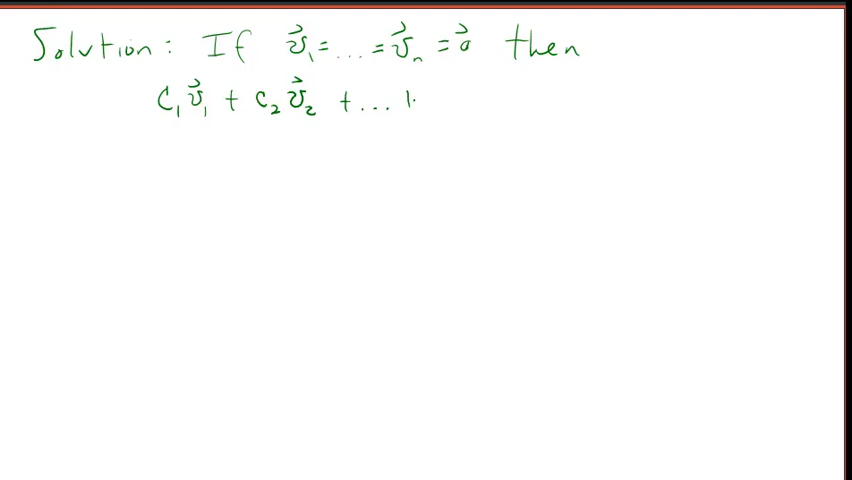 Solution: If v⃗₁ = ... = v⃗ₙ = 0⃗ then
c₁v⃗₁ + c₂v⃗₂ + ...